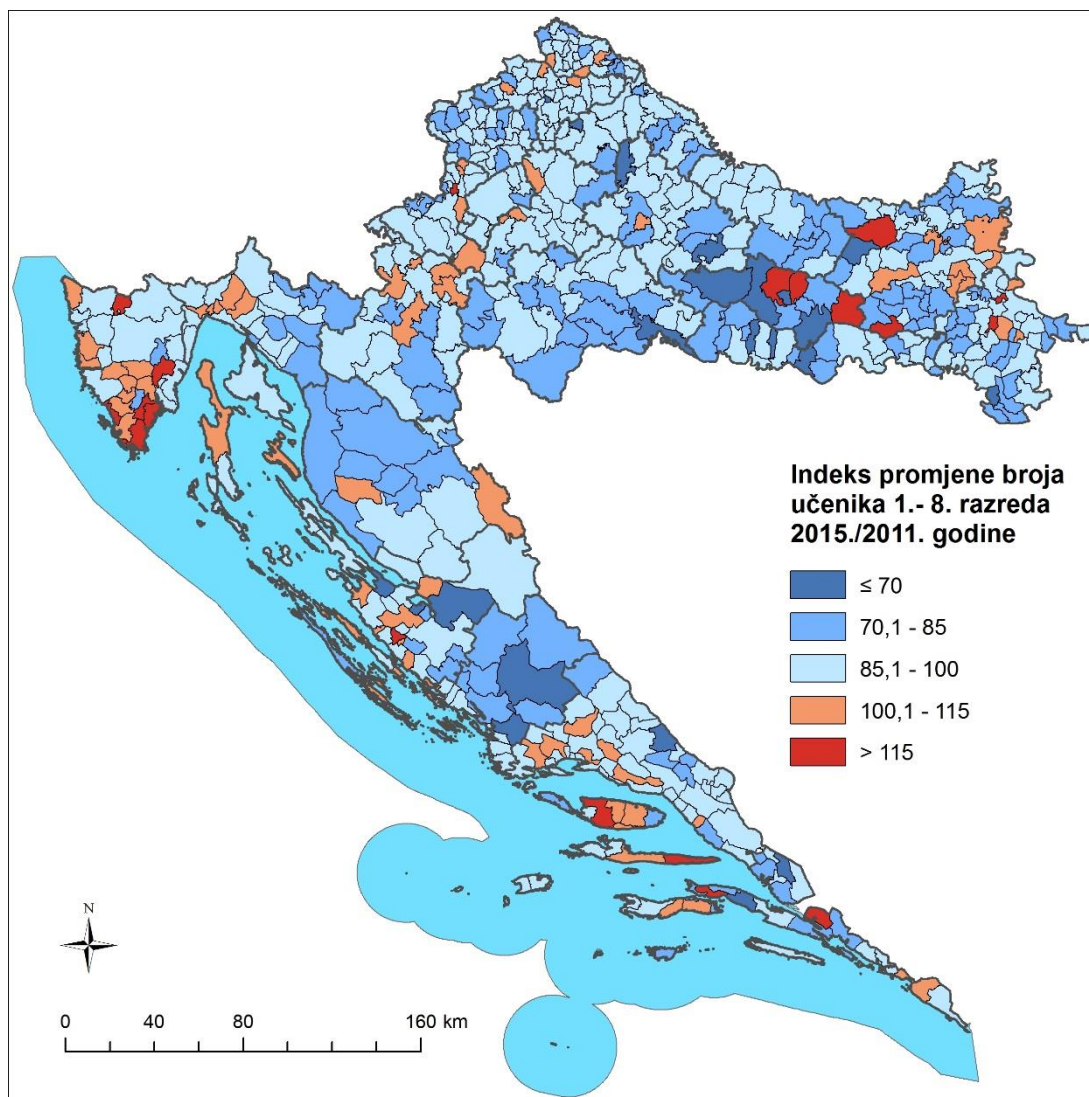 Indeks promjene broja
učenika 1.- 8. razreda
2015./2011. godine
≤ 70
70,1 - 85
85,1 - 100
100,1 - 115
> 115
N
0 40 80 160 km